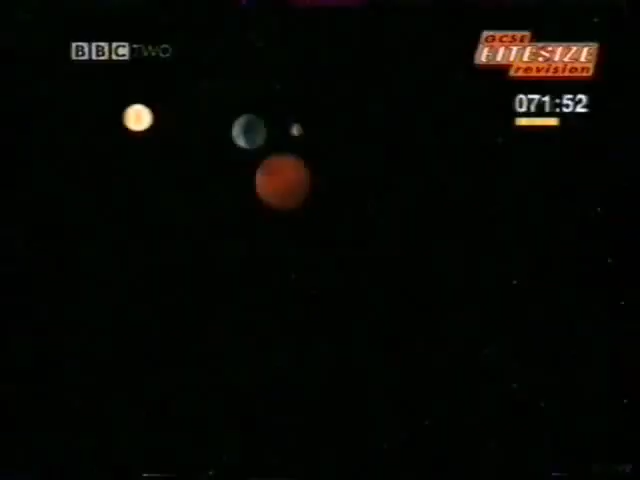 BBC TWO
GCSE
BITESIZE
revision
071:52